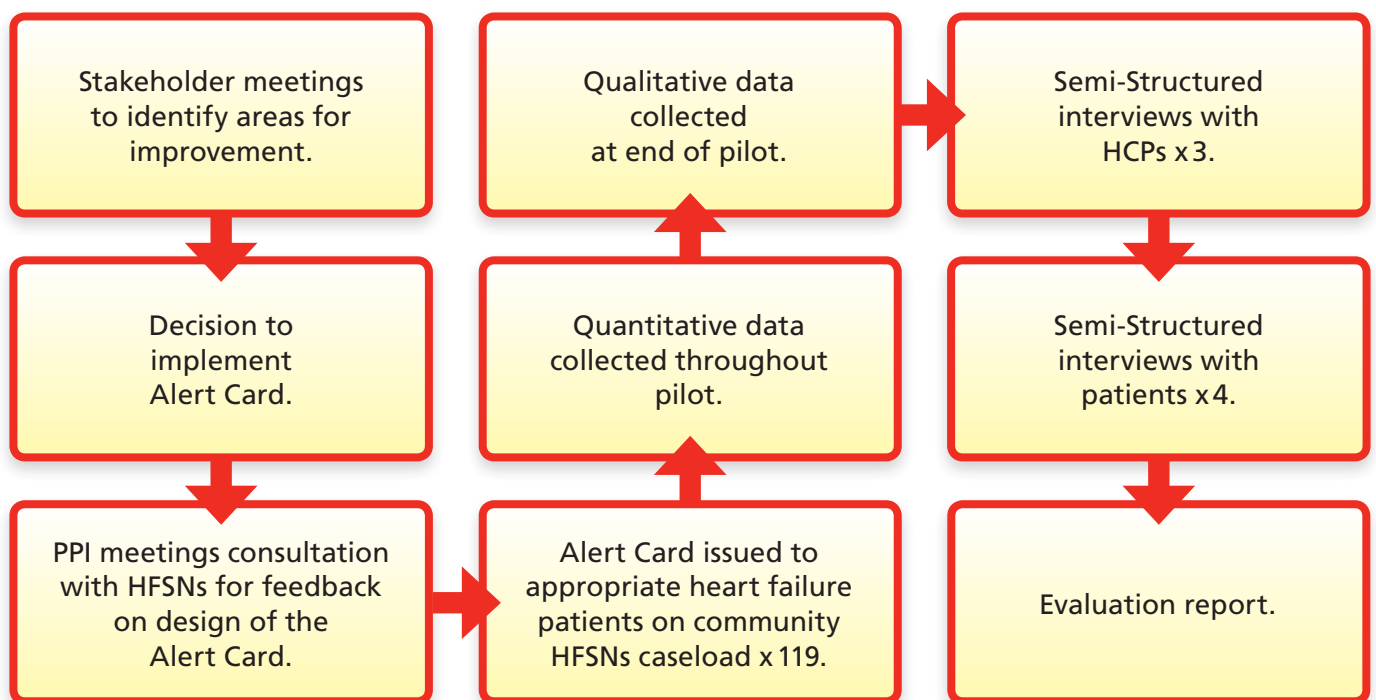 Stakeholder meetings
to identify areas for
improvement.
Decision to
implement
Alert Card.
PPI meetings consultation
with HFSNs for feedback
on design of the
Alert Card.
Alert Card issued to
appropriate heart failure
patients on community
HFSNs caseload x 119.
Quantitative data
collected throughout
pilot.
Qualitative data
collected
at end of pilot.
Semi-Structured
interviews with
HCPs x 3.
Semi-Structured
interviews with
patients x 4.
Evaluation report.